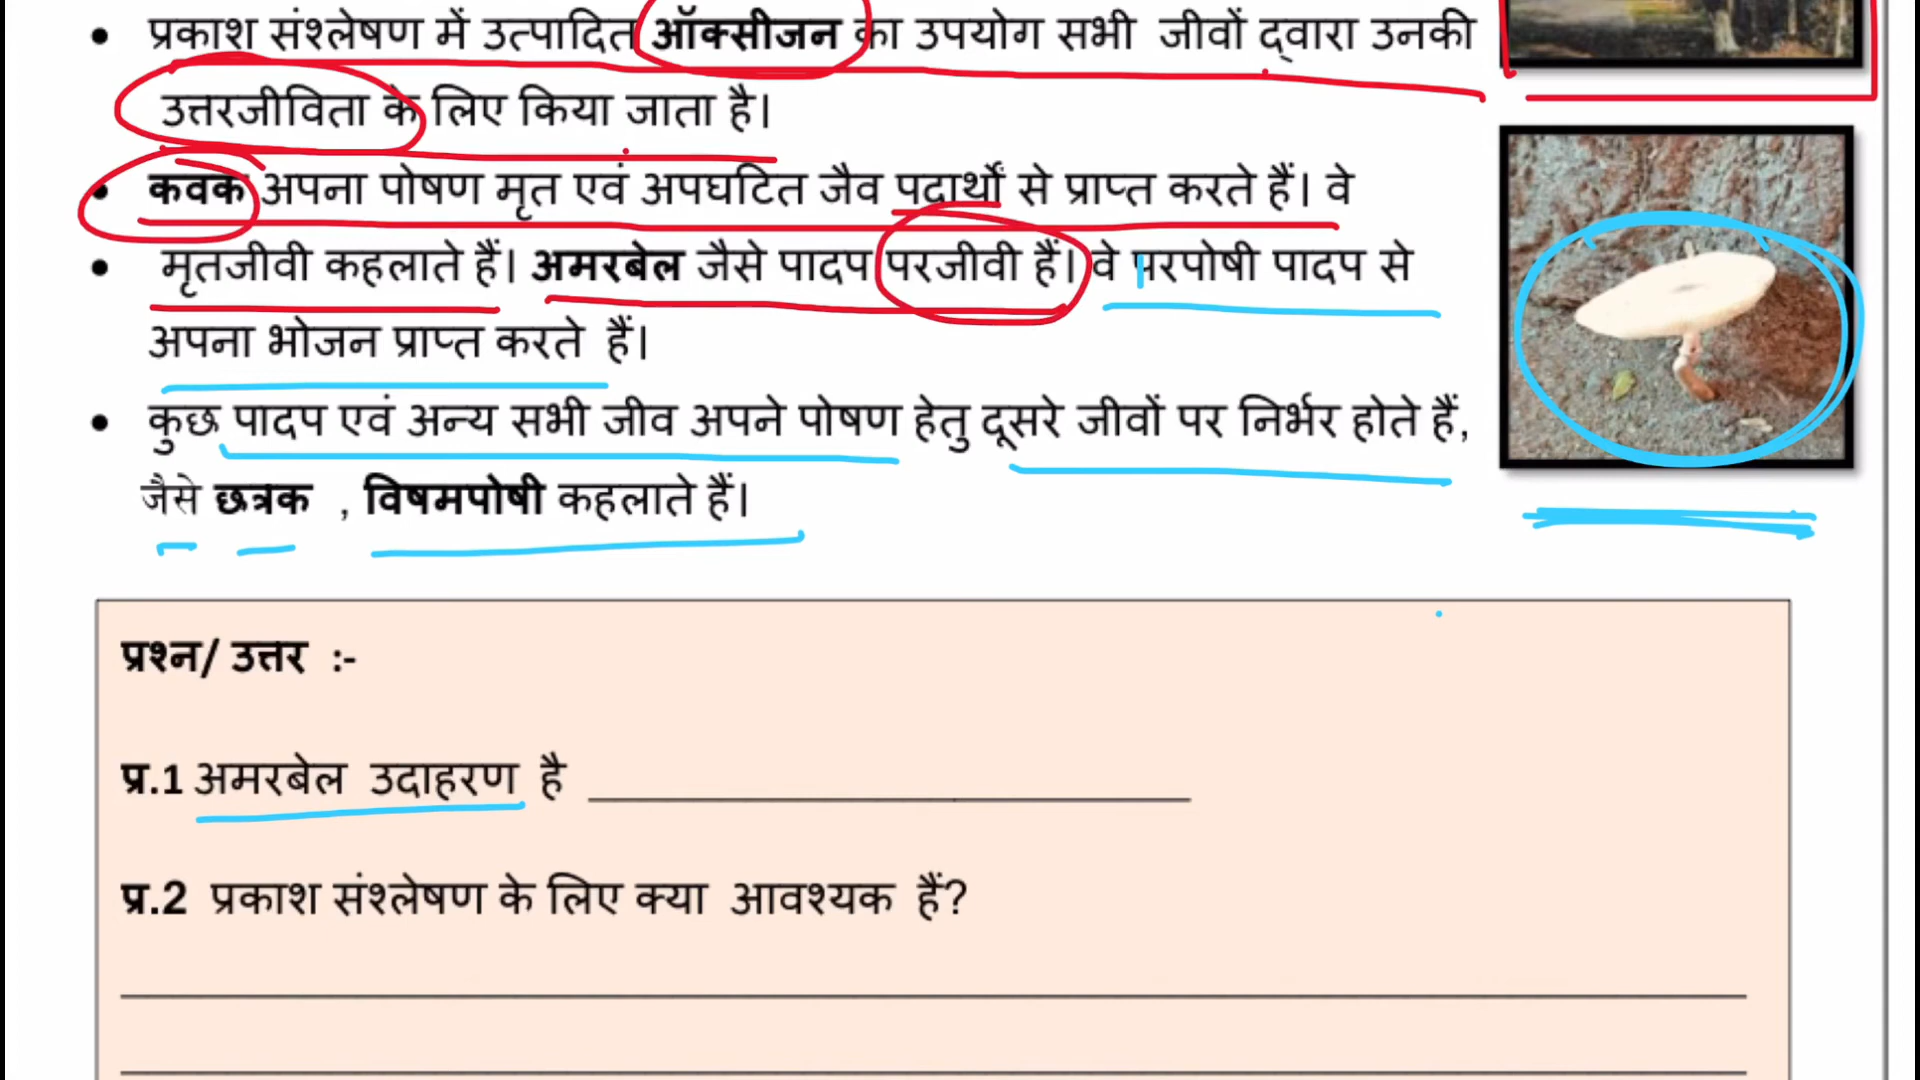 • प्रकाश संश्लेषण में उत्पादित ऑक्सीजन का उपयोग सभी जीवों द्वारा उनकी
उत्तरजीविता के लिए किया जाता है।
• कवक अपना पोषण मृत एवं अपघटित जैव पदार्थों से प्राप्त करते हैं। वे
• मृतजीवी कहलाते हैं। अमरबेल जैसे पादप परजीवी हैं। वे परपोषी पादप से
अपना भोजन प्राप्त करते हैं।
• कुछ पादप एवं अन्य सभी जीव अपने पोषण हेतु दूसरे जीवों पर निर्भर होते हैं,
जैसे छत्रक , विषमपोषी कहलाते हैं।
प्रश्न/ उत्तर :-
प्र.1 अमरबेल उदाहरण है ____________________
प्र.2 प्रकाश संश्लेषण के लिए क्या आवश्यक हैं?